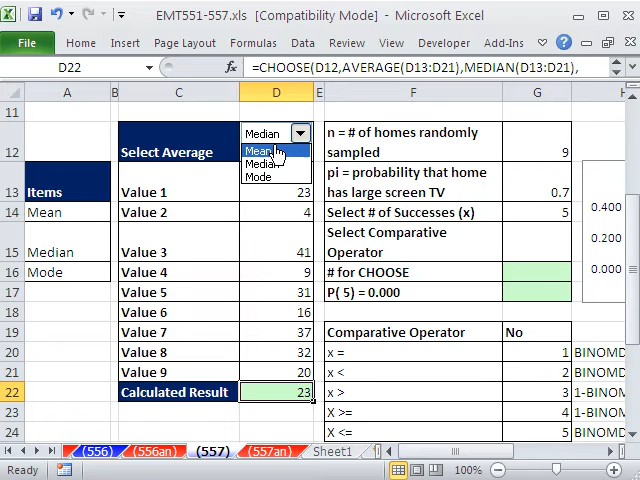 EMT551-557.xls [Compatibility Mode] - Microsoft Excel
File Home Insert Page Layout Formulas Data Review View Developer Add-Ins
D22 fx =CHOOSE(D12,AVERAGE(D13:D21),MEDIAN(D13:D21),
A B C D E F G H
11
12 Select Average Median n = # of homes randomly sampled 9
Mean
Median
Mode
13 Items Value 1 23 pi = probability that home has large screen TV 0.7
14 Mean Value 2 4 Select # of Successes (x) 5
15 Median Value 3 41 Select Comparative Operator
16 Mode Value 4 9 # for CHOOSE
17 Value 5 31 P( 5) = 0.000
18 Value 6 16
19 Value 7 37 Comparative Operator No
20 Value 8 32 x = 1 BINOMD
21 Value 9 20 x < 2 BINOMD
22 Calculated Result 23 x > 3 1-BINOM
23 X >= 4 1-BINOM
24 X <= 5 BINOMD
0.400
0.200
0.000
(556) (556an) (557) (557an) Sheet1
Ready 100%